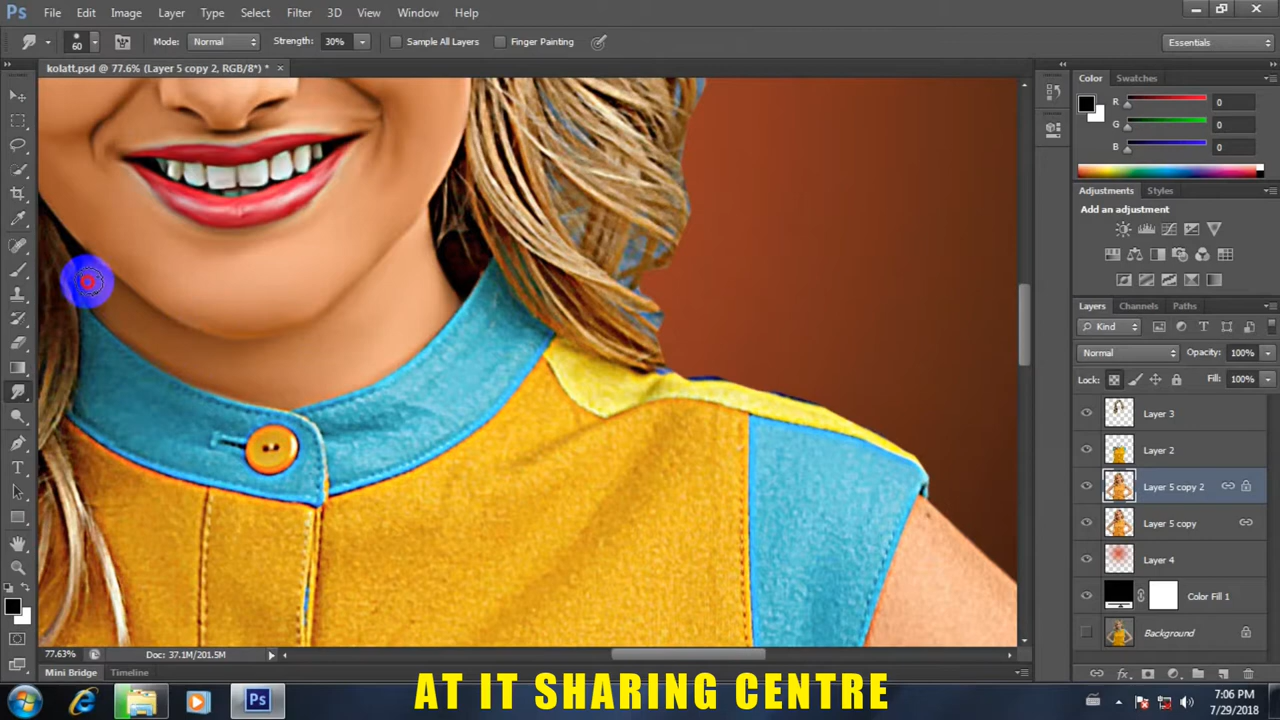 Ps File Edit Image Layer Type Select Filter 3D View Window Help
60 Mode: Normal Strength: 30% Sample All Layers Finger Painting Essentials
kolatt.psd @ 77.6% (Layer 5 copy 2, RGB/8*) * ×
Color Swatches
R 0
G 0
B 0
Adjustments Styles
Add an adjustment
Layers Channels Paths
Kind
Normal Opacity: 100%
Lock: Fill: 100%
Layer 3
Layer 2
Layer 5 copy 2
Layer 5 copy
Layer 4
Color Fill 1
Background
77.63% Doc: 37.1M/201.5M
Mini Bridge Timeline
AT IT SHARING CENTRE
Ps
7:06 PM
7/29/2018